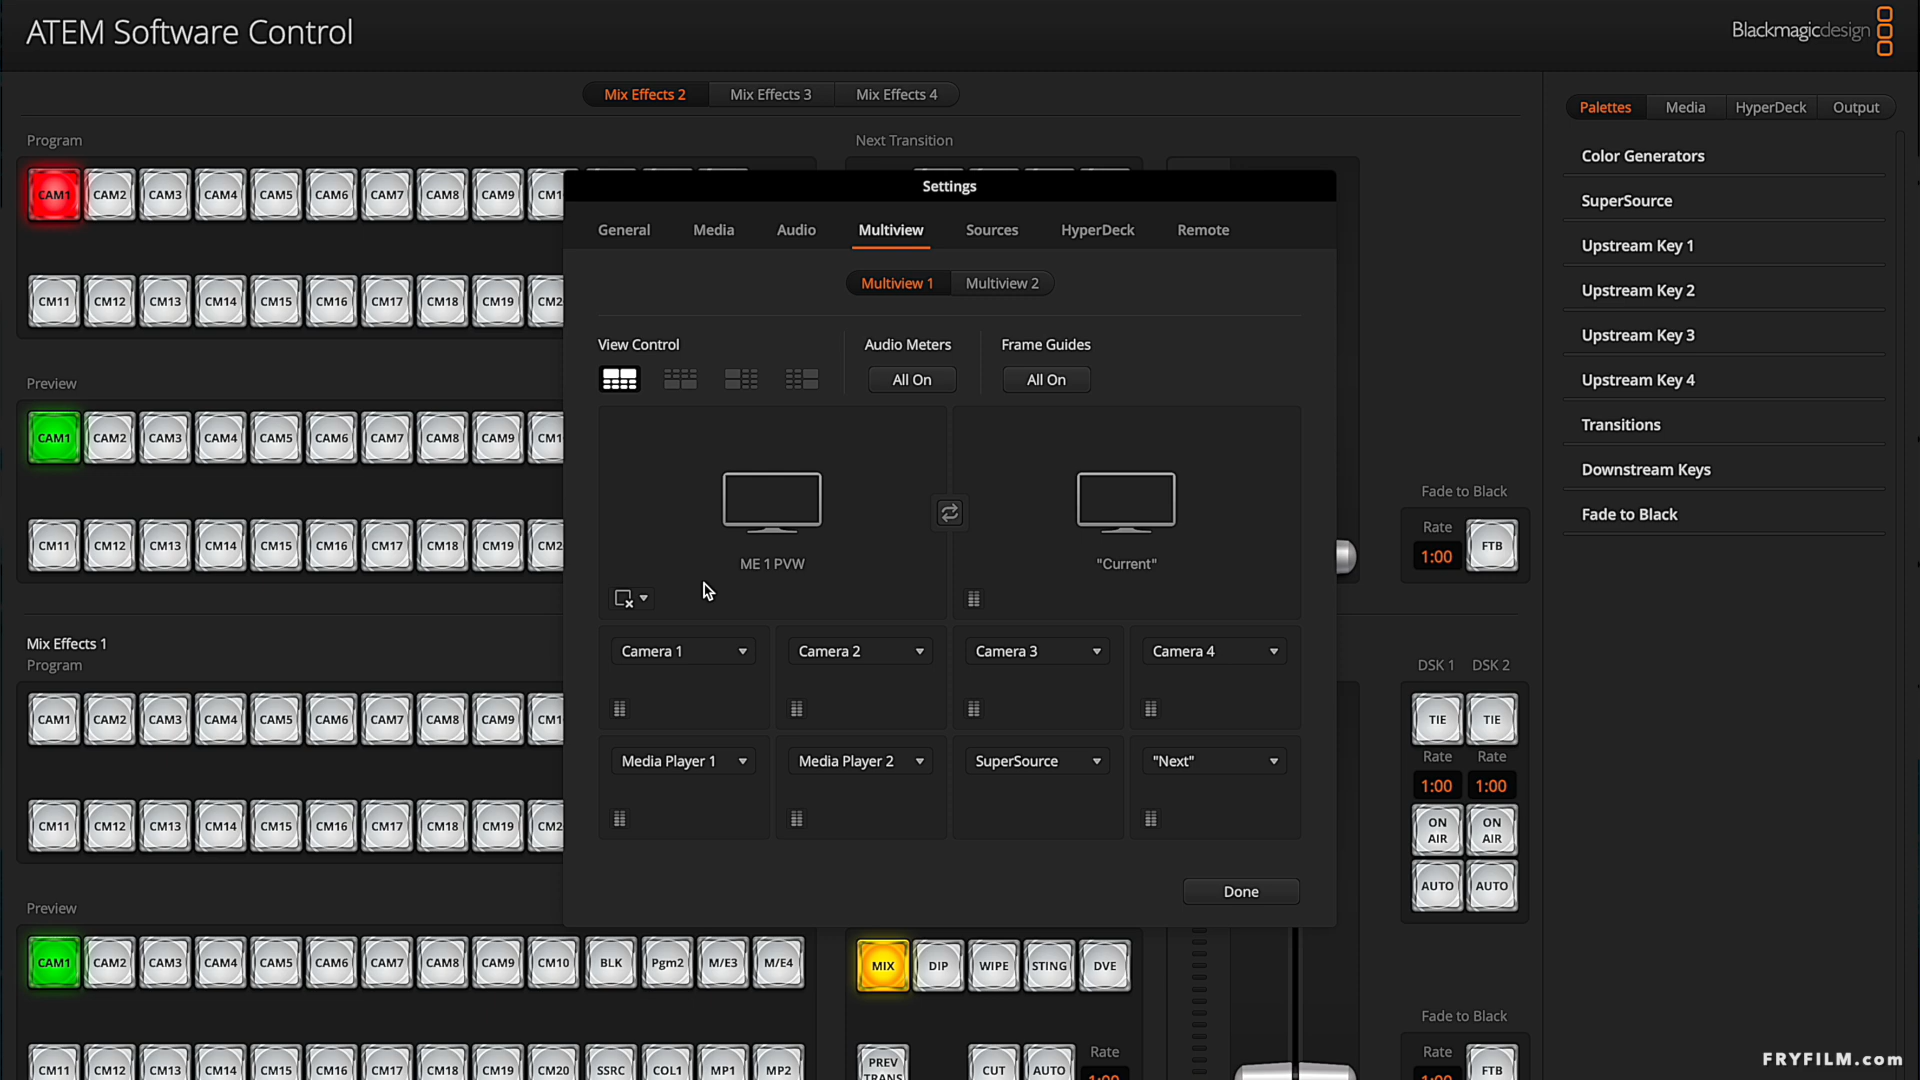 ATEM Software Control
Blackmagicdesign
Mix Effects 2 Mix Effects 3 Mix Effects 4
Palettes Media HyperDeck Output
Program
Next Transition
Color Generators
SuperSource
Upstream Key 1
Upstream Key 2
Upstream Key 3
Upstream Key 4
Transitions
Downstream Keys
Fade to Black
CAM1 CAM2 CAM3 CAM4 CAM5 CAM6 CAM7 CAM8 CAM9
CM11 CM12 CM13 CM14 CM15 CM16 CM17 CM18 CM19
Preview
CAM1 CAM2 CAM3 CAM4 CAM5 CAM6 CAM7 CAM8 CAM9
CM11 CM12 CM13 CM14 CM15 CM16 CM17 CM18 CM19
Settings
General Media Audio Multiview Sources HyperDeck Remote
Multiview 1 Multiview 2
View Control Audio Meters Frame Guides
All On All On
ME 1 PVW "Current"
Camera 1 Camera 2 Camera 3 Camera 4
Media Player 1 Media Player 2 SuperSource "Next"
Done
Fade to Black
Rate
1:00 FTB
Mix Effects 1
Program
CAM1 CAM2 CAM3 CAM4 CAM5 CAM6 CAM7 CAM8 CAM9
CM11 CM12 CM13 CM14 CM15 CM16 CM17 CM18 CM19
DSK 1 DSK 2
TIE TIE
Rate Rate
1:00 1:00
ON AIR ON AIR
AUTO AUTO
Preview
CAM1 CAM2 CAM3 CAM4 CAM5 CAM6 CAM7 CAM8 CAM9 CM10 BLK Pgm2 M/E3 M/E4
CM11 CM12 CM13 CM14 CM15 CM16 CM17 CM18 CM19 CM20 SSRC COL1 MP1 MP2
MIX DIP WIPE STING DVE
PREV TRANS CUT AUTO Rate
Fade to Black
Rate
FTB
FRYFILM.com